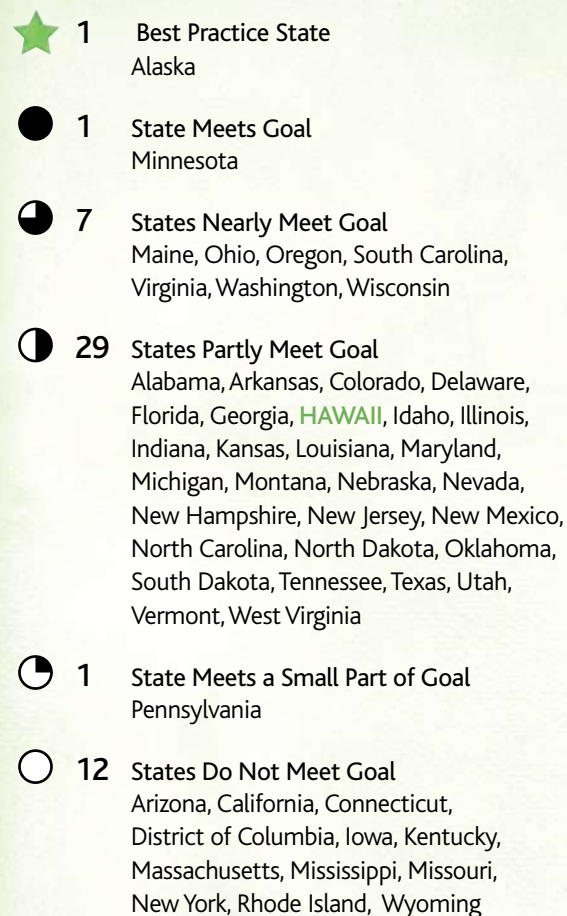 1 Best Practice State
Alaska
1 State Meets Goal
Minnesota
7 States Nearly Meet Goal
Maine, Ohio, Oregon, South Carolina,
Virginia, Washington, Wisconsin
29 States Partly Meet Goal
Alabama, Arkansas, Colorado, Delaware,
Florida, Georgia, HAWAII, Idaho, Illinois,
Indiana, Kansas, Louisiana, Maryland,
Michigan, Montana, Nebraska, Nevada,
New Hampshire, New Jersey, New Mexico,
North Carolina, North Dakota, Oklahoma,
South Dakota, Tennessee, Texas, Utah,
Vermont, West Virginia
1 State Meets a Small Part of Goal
Pennsylvania
12 States Do Not Meet Goal
Arizona, California, Connecticut,
District of Columbia, Iowa, Kentucky,
Massachusetts, Mississippi, Missouri,
New York, Rhode Island, Wyoming